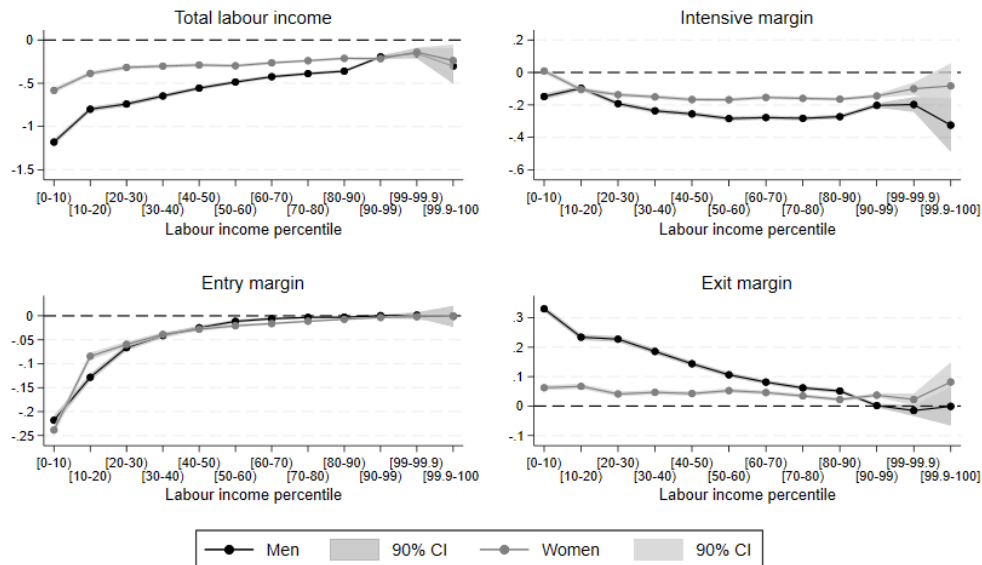 Total labour income
0
-.5
-1
-1.5
[0-10) [20-30) [40-50) [60-70) [80-90) [99-99.9)
[10-20) [30-40) [50-60) [70-80) [90-99) [99.9-100]
Labour income percentile
Intensive margin
.2
0
-.2
-.4
-.6
[0-10) [20-30) [40-50) [60-70) [80-90) [99-99.9)
[10-20) [30-40) [50-60) [70-80) [90-99) [99.9-100]
Labour income percentile
Entry margin
0
-.05
-.1
-.15
-.2
-.25
[0-10) [20-30) [40-50) [60-70) [80-90) [99-99.9)
[10-20) [30-40) [50-60) [70-80) [90-99) [99.9-100]
Labour income percentile
Exit margin
.3
.2
.1
0
-.1
[0-10) [20-30) [40-50) [60-70) [80-90) [99-99.9)
[10-20) [30-40) [50-60) [70-80) [90-99) [99.9-100]
Labour income percentile
Men 90% CI Women 90% CI